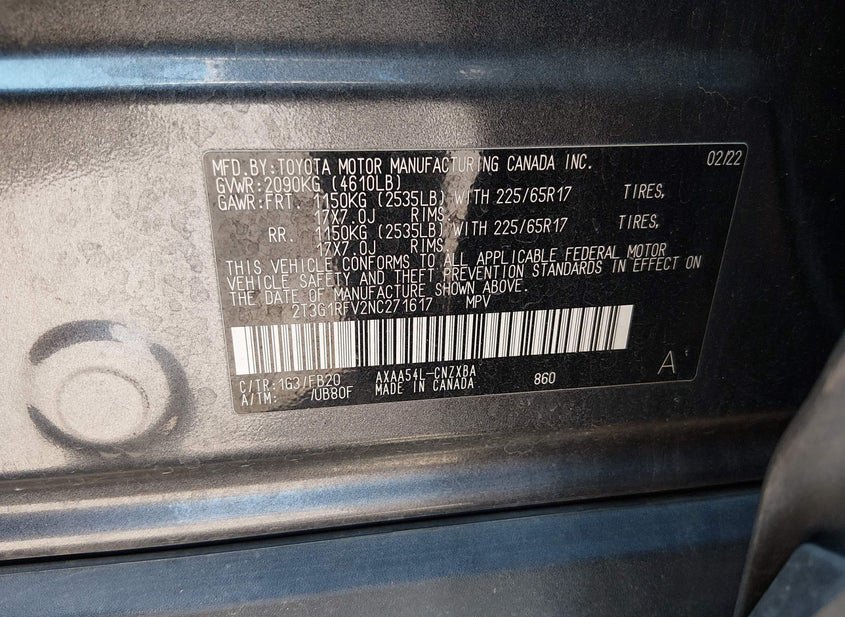 MFD.BY:TOYOTA MOTOR MANUFACTURING CANADA INC. 02/22
GVWR:2090KG (4610LB)
GAWR:FRT. 1150KG (2535LB) WITH 225/65R17 TIRES,
17X7.0J RIMS,
RR. 1150KG (2535LB) WITH 225/65R17 TIRES,
17X7.0J RIMS.
THIS VEHICLE CONFORMS TO ALL APPLICABLE FEDERAL MOTOR
VEHICLE SAFETY AND THEFT PREVENTION STANDARDS IN EFFECT ON
THE DATE OF MANUFACTURE SHOWN ABOVE.
2T3G1RFV2NC271617 MPV
A
C/TR:1G3/FB20 AXAA54L-CNZXBA 860
A/TM: /UB80F MADE IN CANADA